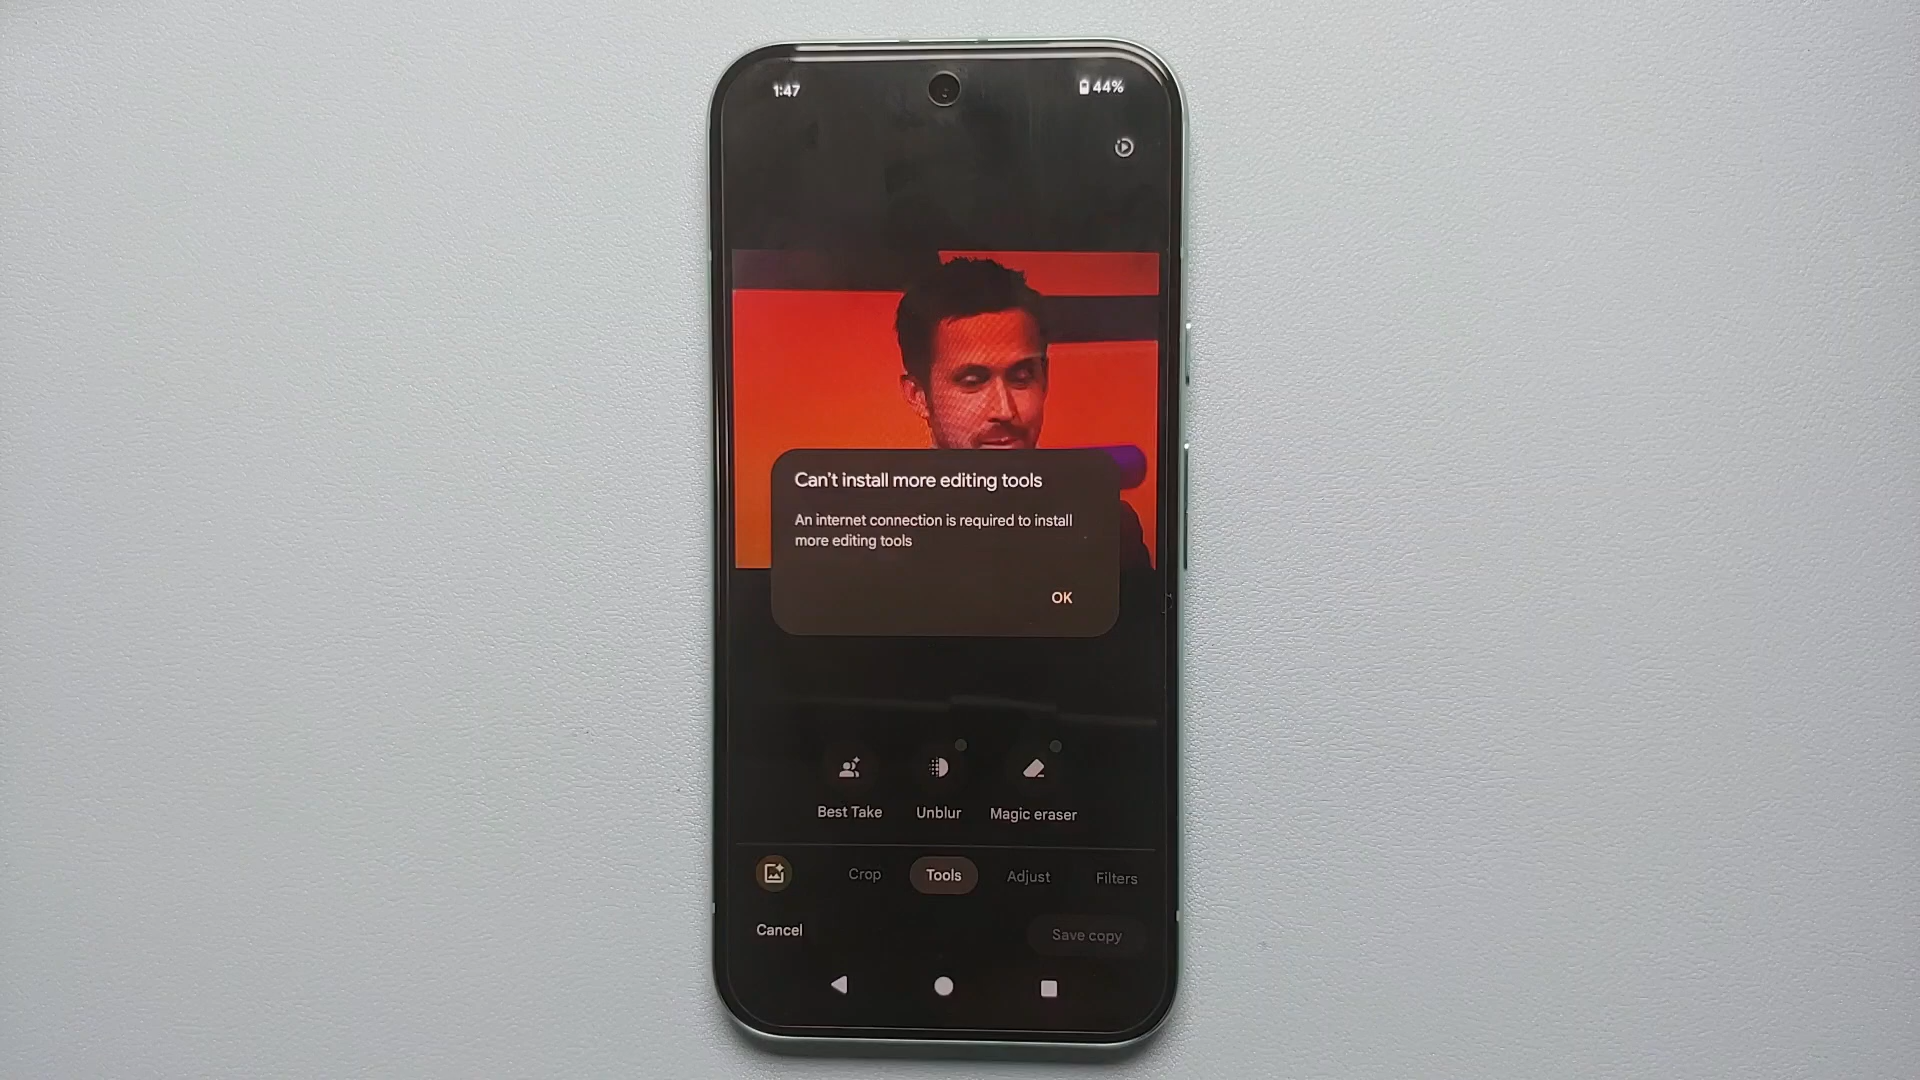 1:47
44%
Can't install more editing tools
An internet connection is required to install
more editing tools
OK
Best Take
Unblur
Magic eraser
Crop
Tools
Adjust
Filters
Cancel
Save copy